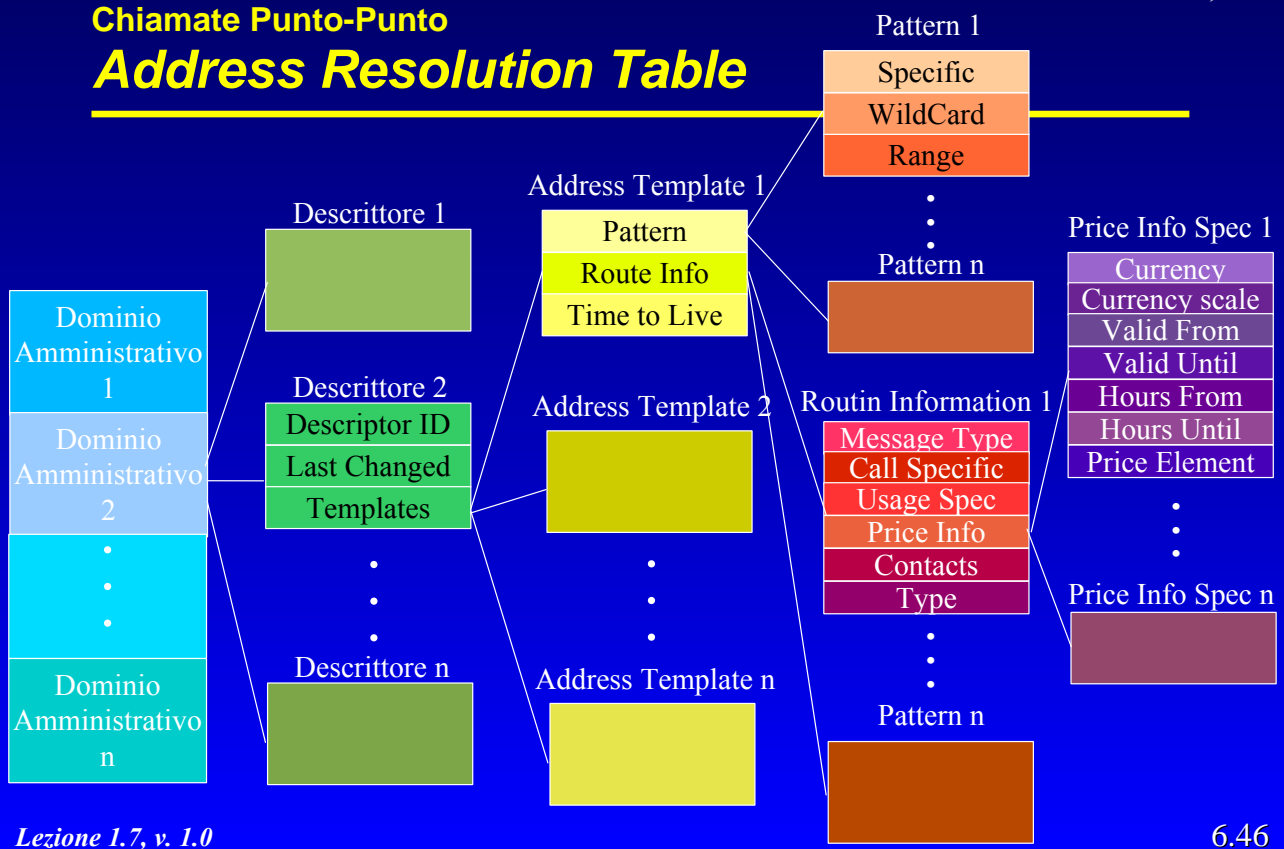 Chiamate Punto-Punto
Address Resolution Table
Dominio
Amministrativo
1
Dominio
Amministrativo
2
Dominio
Amministrativo
n
Descrittore 1
Descrittore 2
Descriptor ID
Last Changed
Templates
Descrittore n
Address Template 1
Pattern
Route Info
Time to Live
Address Template 2
Address Template n
Pattern 1
Specific
WildCard
Range
Pattern n
Routin Information 1
Message Type
Call Specific
Usage Spec
Price Info
Contacts
Type
Pattern n
Price Info Spec 1
Currency
Currency scale
Valid From
Valid Until
Hours From
Hours Until
Price Element
Price Info Spec n
Lezione 1.7, v. 1.0
6.46